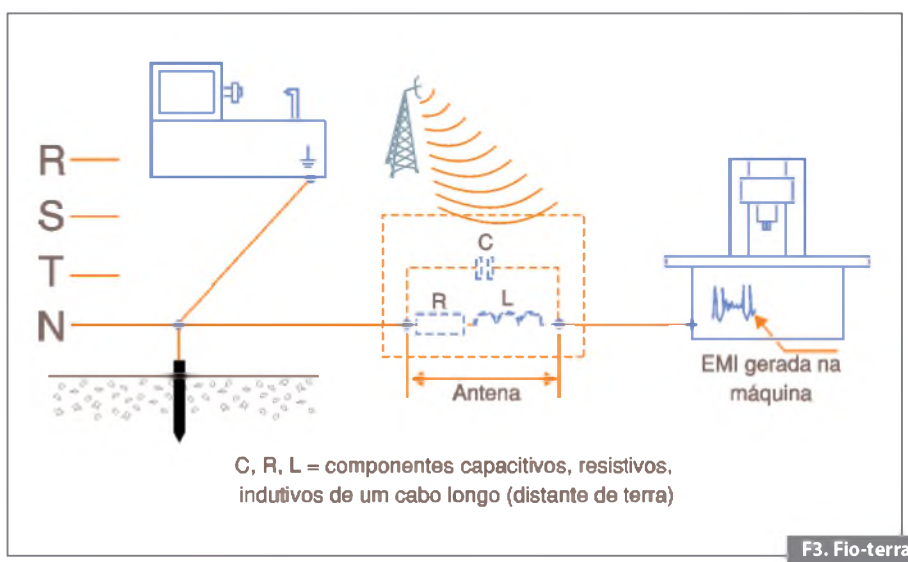 R
S
T
N
C
R
L
Antena
EMI gerada na
máquina
C, R, L = componentes capacitivos, resistivos,
indutivos de um cabo longo (distante de terra)
F3. Fio-terra